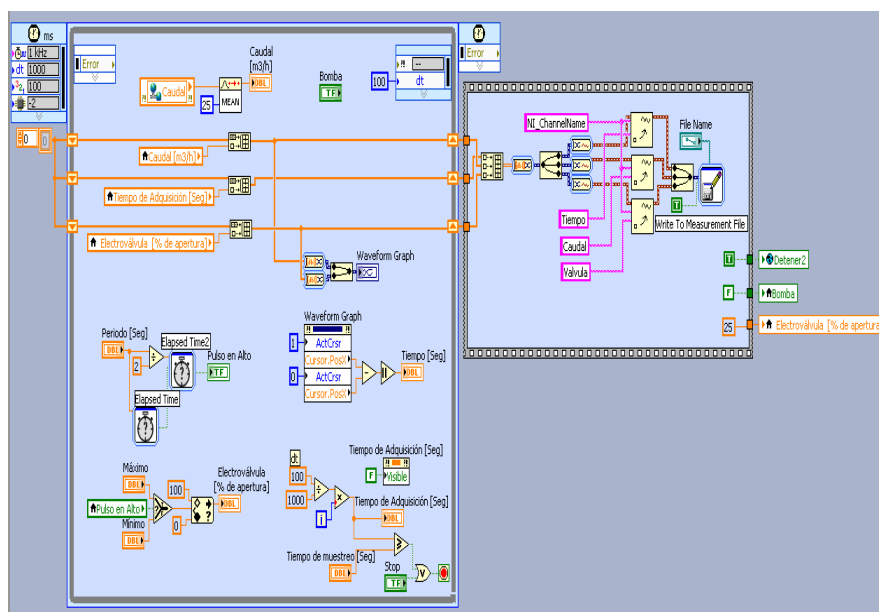 ms
1 kHz
dt 1000
100
-2
Error
0
0
Caudal
Caudal
[m3/h]
DBL
25
MEAN
Bomba
TF
--
100
dt
Error
Caudal [m3/h]
Tiempo de Adquisición [Seg]
Electroválvula [% de apertura]
Waveform Graph
Periodo [Seg]
DBL
2
Elapsed Time2
Pulso en Alto
TF
Elapsed Time
Waveform Graph
1
ActCrsr
Cursor.PosX
0
ActCrsr
Cursor.PosX
Tiempo [Seg]
DBL
Máximo
DBL
Pulso en Alto
Mínimo
DBL
100
0
?
Electroválvula
[% de apertura]
DBL
dt
100
1000
i
Tiempo de Adquisición [Seg]
F
Visible
Tiempo de Adquisición [Seg]
DBL
Tiempo de muestreo [Seg]
DBL
Stop
TF
V
NI_ChannelName
Tiempo
Caudal
Valvula
File Name
T
Write To Measurement File
T
Detener2
F
Bomba
25
Electroválvula [% de apertura